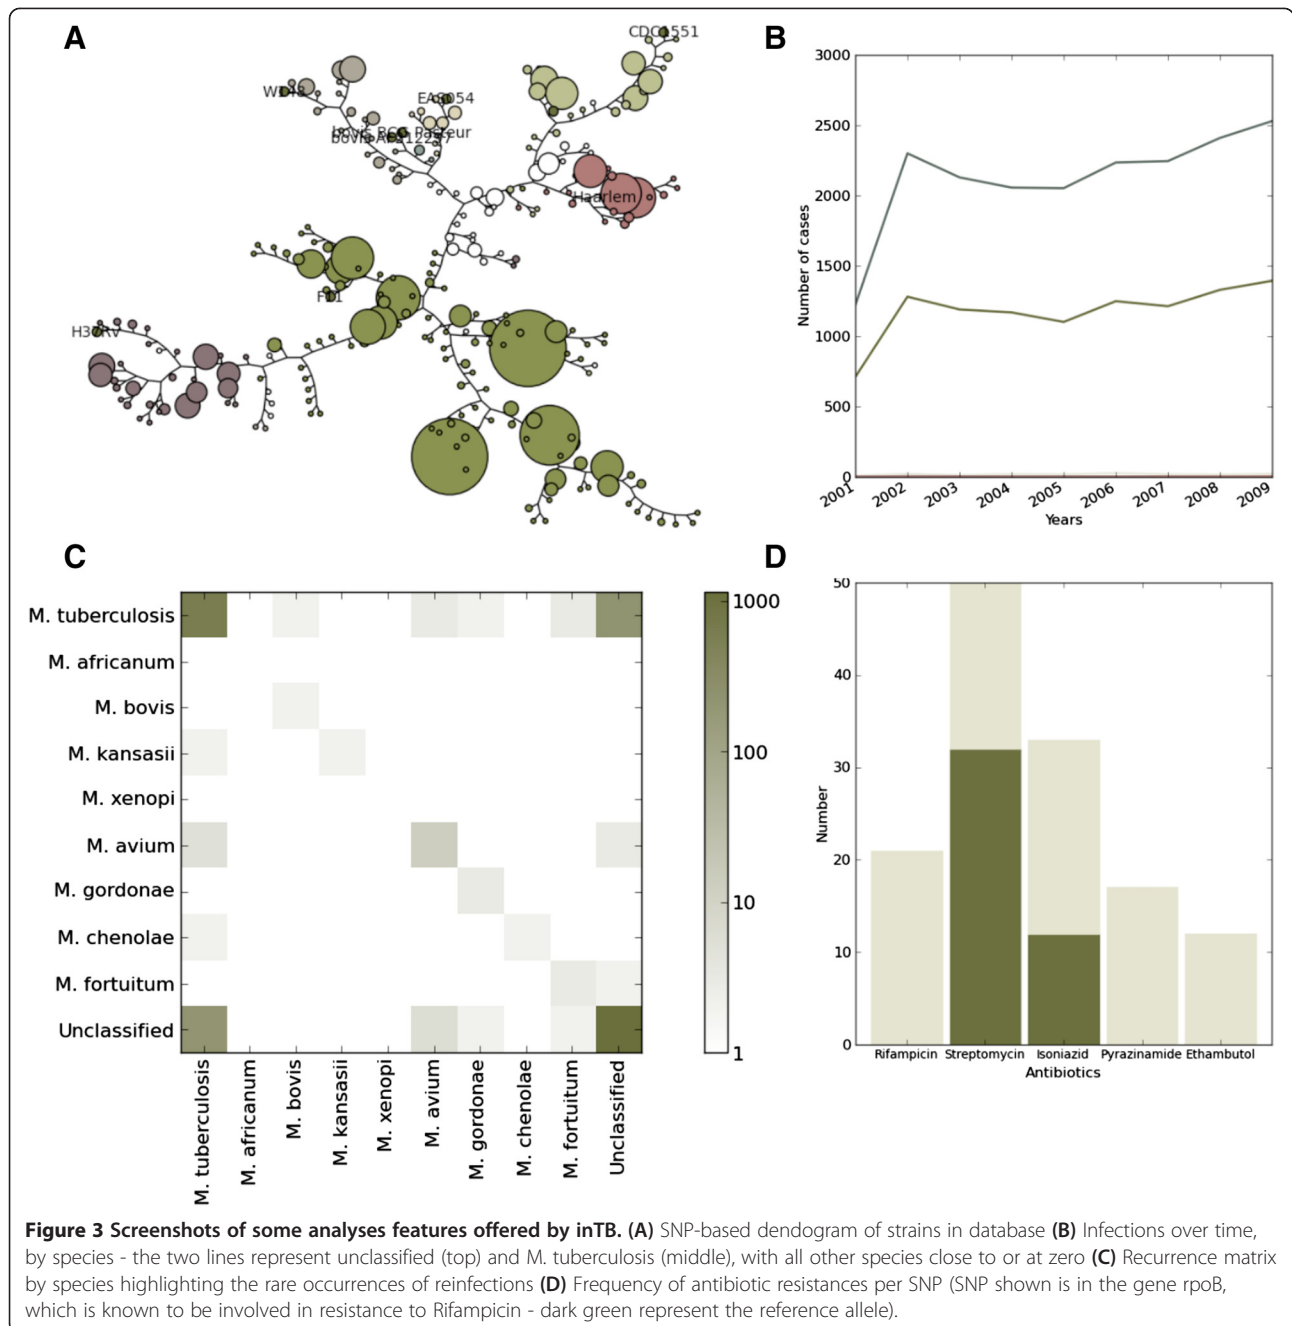 A
CDC1551
W148
EAS054
bovis BCG Pasteur
Haarlem
F11
H37RV
B
3000
2500
2000
1500
1000
500
0
Number of cases
2001
2002
2003
2004
2005
2006
2007
2008
2009
Years
C
M. tuberculosis
M. africanum
M. bovis
M. kansasii
M. xenopi
M. avium
M. gordonae
M. chenolae
M. fortuitum
Unclassified
M. tuberculosis
M. africanum
M. bovis
M. kansasii
M. xenopi
M. avium
M. gordonae
M. chenolae
M. fortuitum
Unclassified
1000
100
10
1
D
50
40
30
20
10
0
Number
Rifampicin
Streptomycin
Isoniazid
Pyrazinamide
Ethambutol
Antibiotics
Figure 3 Screenshots of some analyses features offered by inTB. (A) SNP-based dendogram of strains in database (B) Infections over time,
by species - the two lines represent unclassified (top) and M. tuberculosis (middle), with all other species close to or at zero (C) Recurrence matrix
by species highlighting the rare occurrences of reinfections (D) Frequency of antibiotic resistances per SNP (SNP shown is in the gene rpoB,
which is known to be involved in resistance to Rifampicin - dark green represent the reference allele).